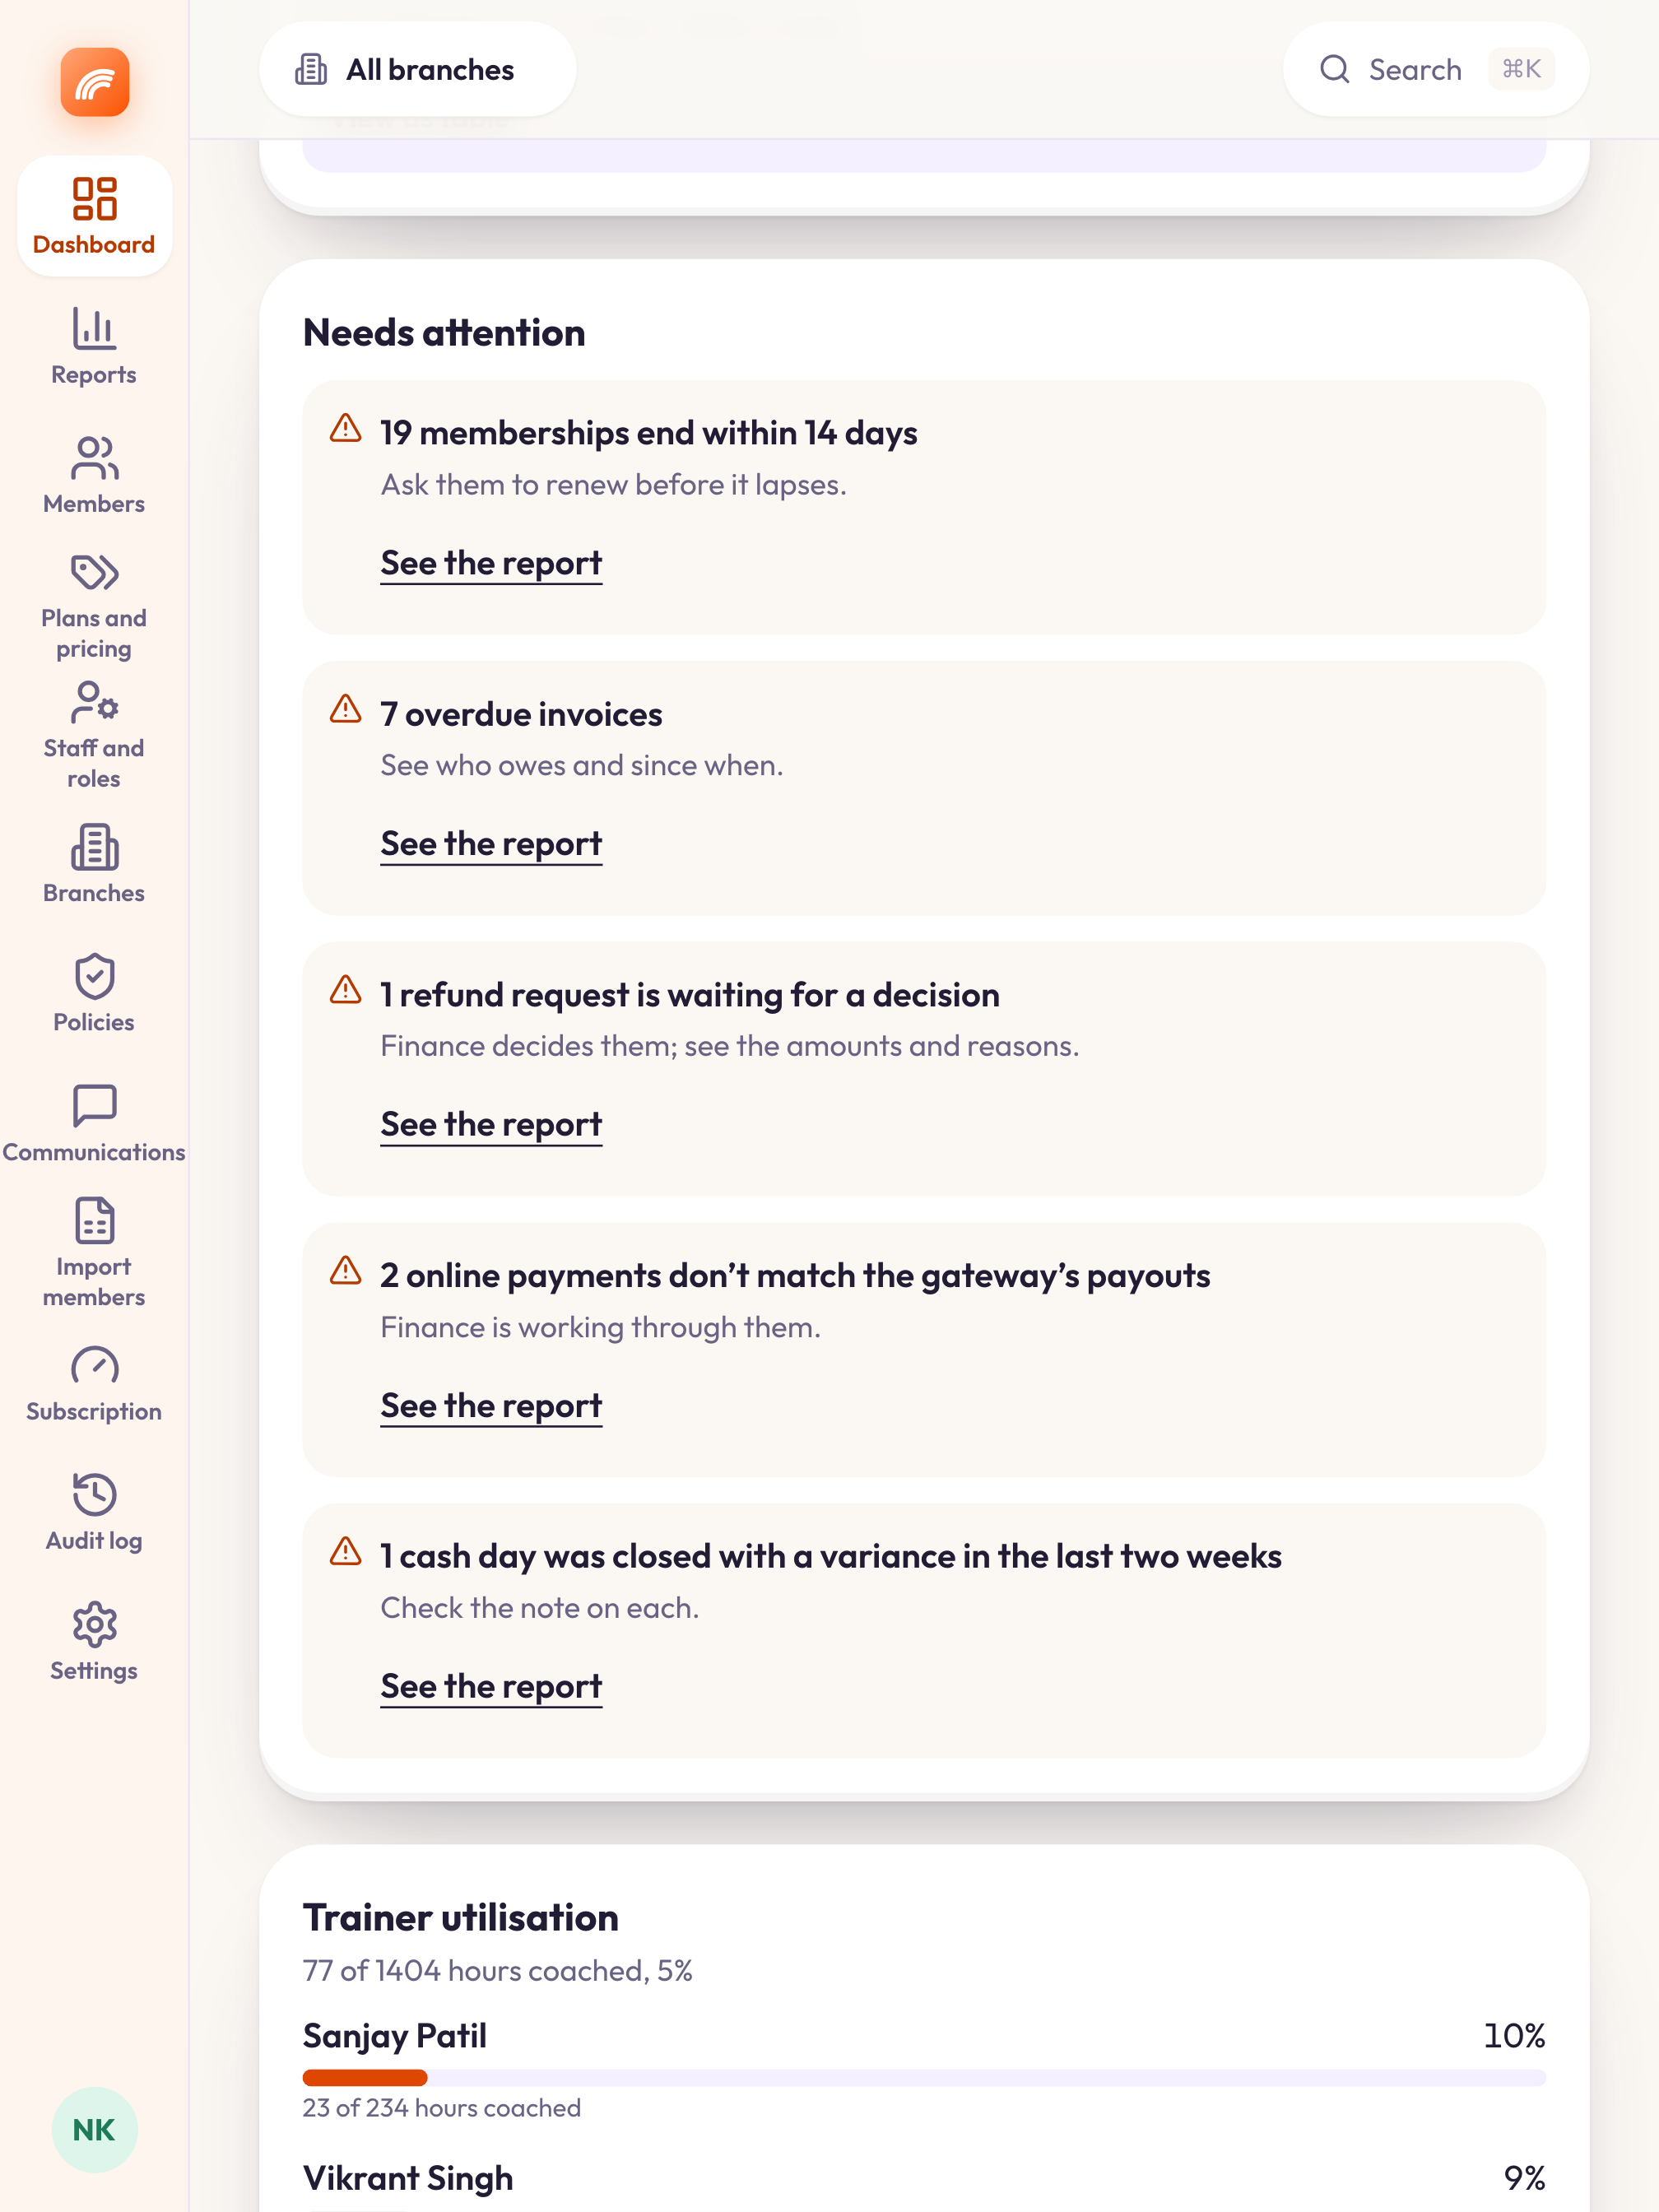 All branches
Search ⌘K
Dashboard
Reports
Members
Plans and
pricing
Staff and
roles
Branches
Policies
Communications
Import
members
Subscription
Audit log
Settings
NK
Needs attention
19 memberships end within 14 days
Ask them to renew before it lapses.
See the report
7 overdue invoices
See who owes and since when.
See the report
1 refund request is waiting for a decision
Finance decides them; see the amounts and reasons.
See the report
2 online payments don’t match the gateway’s payouts
Finance is working through them.
See the report
1 cash day was closed with a variance in the last two weeks
Check the note on each.
See the report
Trainer utilisation
77 of 1404 hours coached, 5%
Sanjay Patil 10%
23 of 234 hours coached
Vikrant Singh 9%